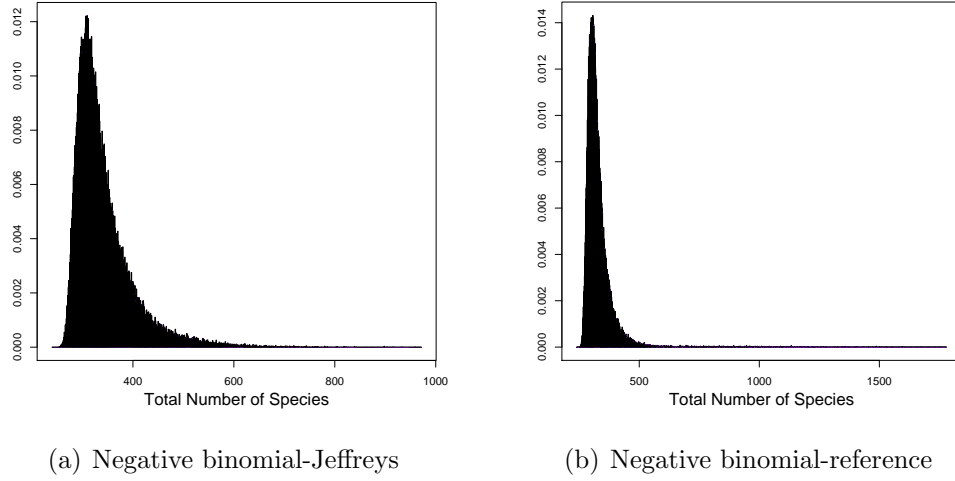 0.012
0.010
0.008
0.006
0.004
0.002
0.000
400 600 800 1000
Total Number of Species
(a) Negative binomial-Jeffreys
0.014
0.012
0.010
0.008
0.006
0.004
0.002
0.000
500 1000 1500
Total Number of Species
(b) Negative binomial-reference